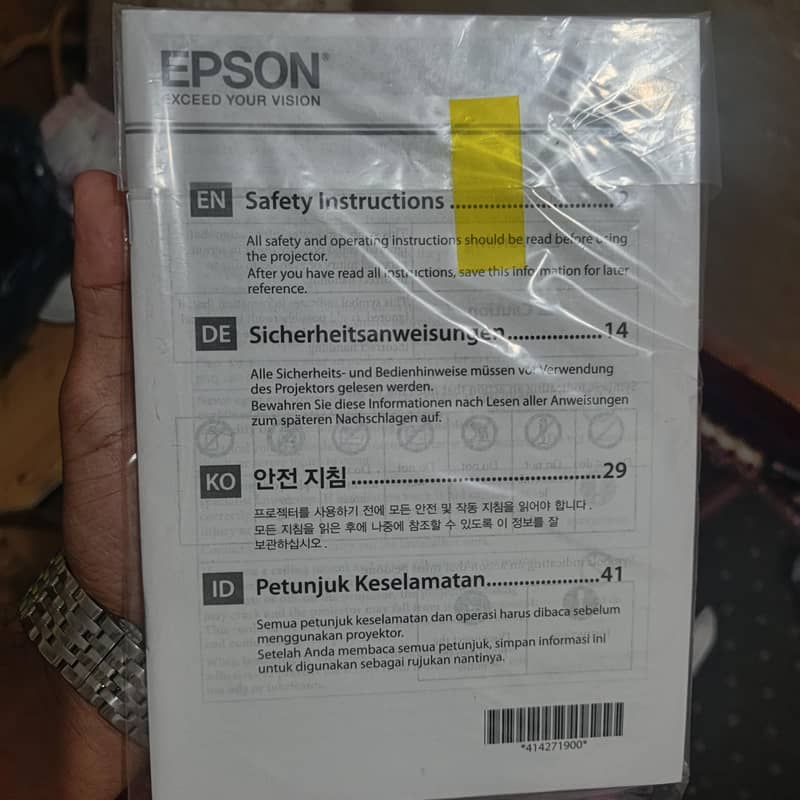 EPSON®
EXCEED YOUR VISION
EN Safety Instructions ........................ 2
All safety and operating instructions should be read before using
the projector.
After you have read all instructions, save this information for later
reference.
DE Sicherheitsanweisungen ................. 14
Alle Sicherheits- und Bedienhinweise müssen vor Verwendung
des Projektors gelesen werden.
Bewahren Sie diese Informationen nach Lesen aller Anweisungen
zum späteren Nachschlagen auf.
KO 안전 지침 ........................................ 29
프로젝터를 사용하기 전에 모든 안전 및 작동 지침을 읽어야 합니다 .
모든 지침을 읽은 후에 나중에 참조할 수 있도록 이 정보를 잘
보관하십시오 .
ID Petunjuk Keselamatan ..................... 41
Semua petunjuk keselamatan dan operasi harus dibaca sebelum
menggunakan proyektor.
Setelah Anda membaca semua petunjuk, simpan informasi ini
untuk digunakan sebagai rujukan nantinya.
*414271900*